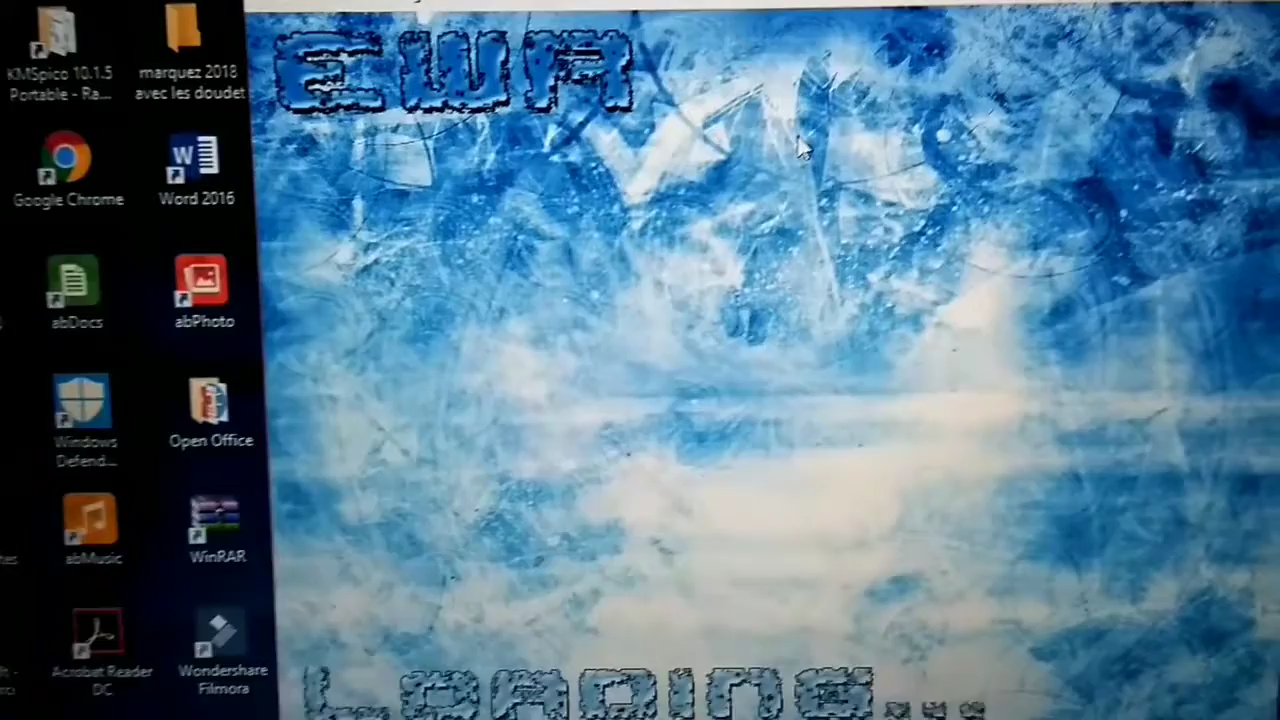 KMSpico 10.1.5
Portable - Ra...
marquez 2018
avec les doudet
Google Chrome
Word 2016
abDocs
abPhoto
Windows
Defend...
Open Office
abMusic
WinRAR
Acrobat Reader
DC
Wondershare
Filmora
EWR
Loading...